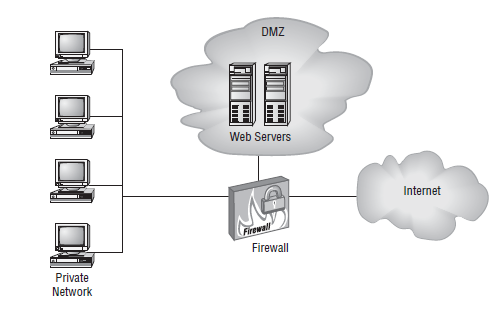 DMZ
Web Servers
Internet
Firewall
Firewall
Private
Network